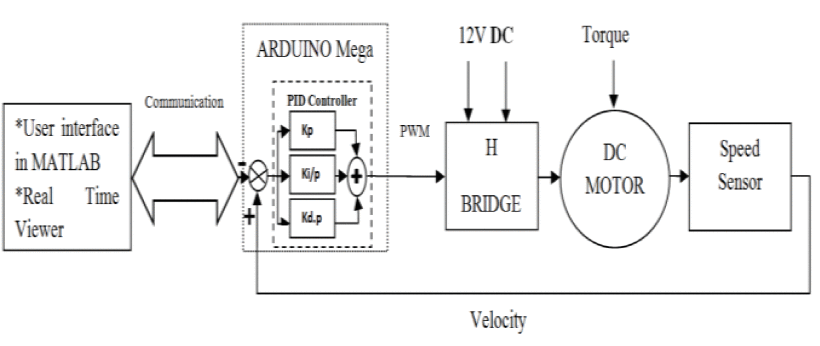 12V DC
Torque
ARDUINO Mega
Communication
PID Controller
*User interface
in MATLAB
*Real Time
Viewer
Kp
PWM
H
BRIDGE
DC
MOTOR
Speed
Sensor
-
Ki/p
+
+
Kd.p
Velocity